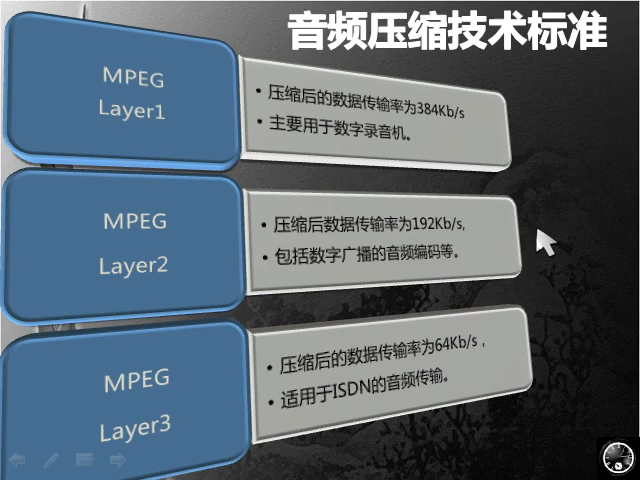 音频压缩技术标准
MPEG
Layer1
• 压缩后的数据传输率为384Kb/s
• 主要用于数字录音机。
MPEG
Layer2
• 压缩后数据传输率为192Kb/s,
• 包括数字广播的音频编码等。
MPEG
Layer3
• 压缩后的数据传输率为64Kb/s，
• 适用于ISDN的音频传输。